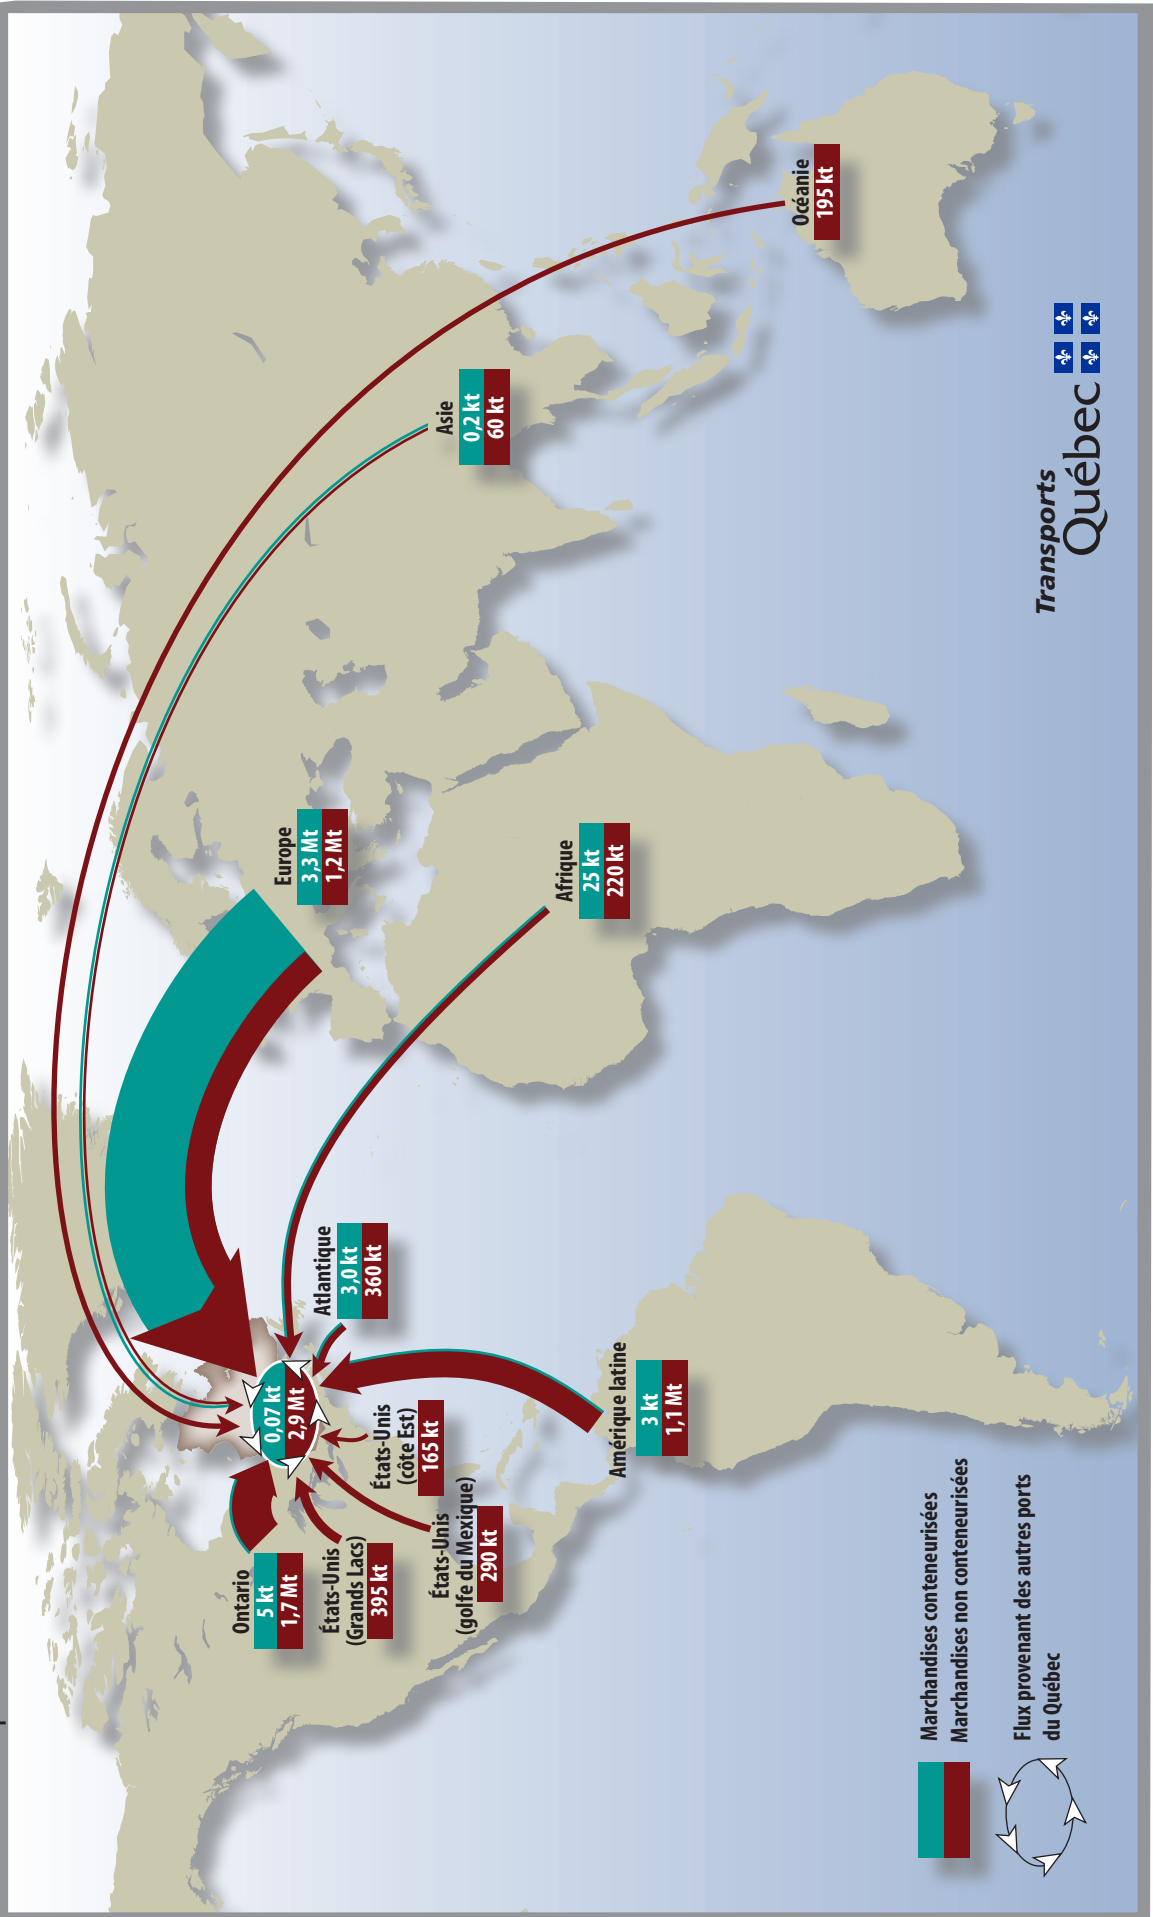 Océanie
195 kt
Asie
0,2 kt
60 kt
Europe
3,3 Mt
1,2 Mt
Afrique
25 kt
220 kt
Atlantique
3,0 kt
360 kt
0,07 kt
2,9 Mt
Ontario
5 kt
1,7 Mt
États-Unis
(Grands Lacs)
395 kt
États-Unis
(côte Est)
165 kt
États-Unis
(golfe du Mexique)
290 kt
Amérique latine
3 kt
1,1 Mt
Marchandises conteneurisées
Marchandises non conteneurisées
Flux provenant des autres ports
du Québec
Transports
Québec